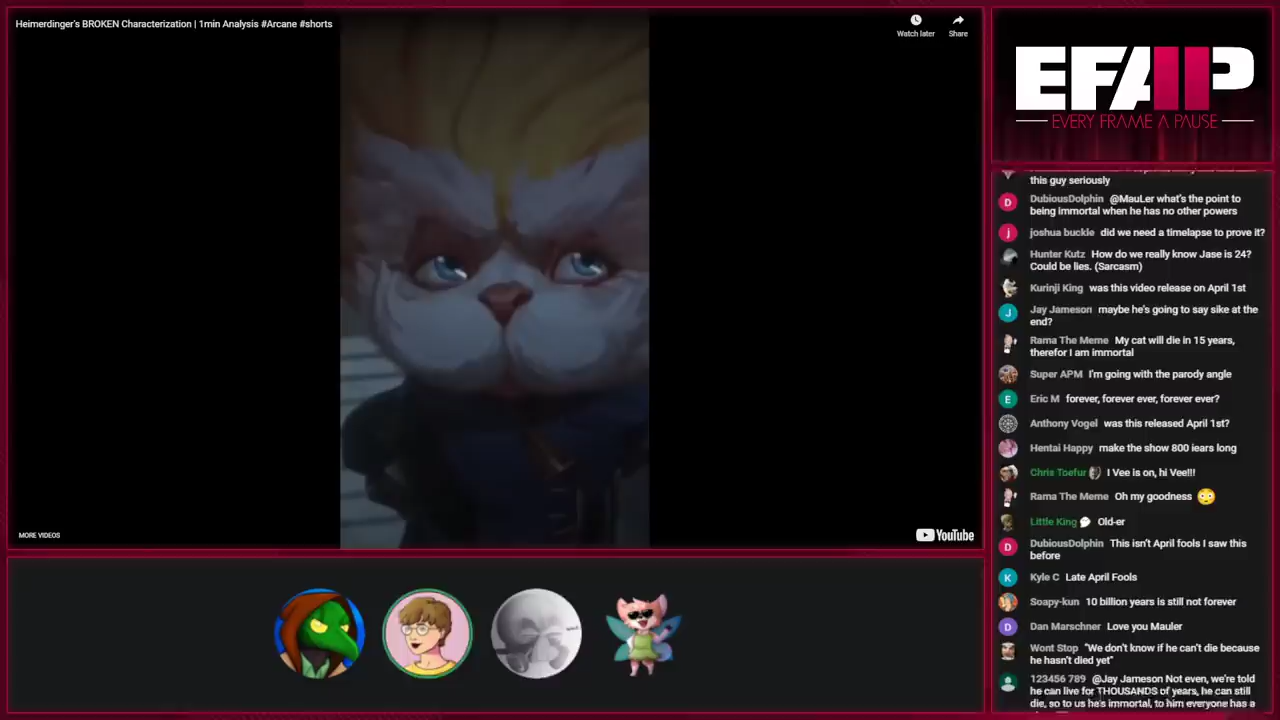 Heimerdinger's BROKEN Characterization | 1min Analysis #Arcane #shorts
Watch later
Share
MORE VIDEOS
YouTube
EFAP
EVERY FRAME A PAUSE
this guy seriously
D DubiousDolphin @MauLer what's the point to
being immortal when he has no other powers
j joshua buckle did we need a timelapse to prove it?
Hunter Kutz How do we really know Jase is 24?
Could be lies. (Sarcasm)
Kurinji King was this video release on April 1st
J Jay Jameson maybe he's going to say sike at the
end?
Rama The Meme My cat will die in 15 years,
therefor I am immortal
Super APM I'm going with the parody angle
E Eric M forever, forever ever, forever ever?
Anthony Vogel was this released April 1st?
Hentai Happy make the show 800 iears long
Chris Toefur I Vee is on, hi Vee!!!
Rama The Meme Oh my goodness 😳
Little King Old-er
D DubiousDolphin This isn't April fools I saw this
before
K Kyle C Late April Fools
Soapy-kun 10 billion years is still not forever
D Dan Marschner Love you Mauler
Wont Stop "We don't know if he can't die because
he hasn't died yet"
123456 789 @Jay Jameson Not even, we're told
he can live for THOUSANDS of years, he can still
die, so to us he's immortal, to him everyone has a